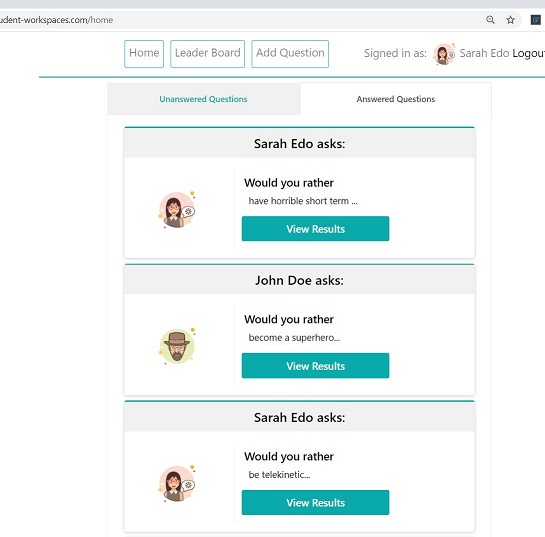 udent-workspaces.com/home
Home Leader Board Add Question Signed in as: Sarah Edo Logout
Unanswered Questions Answered Questions
Sarah Edo asks:
Would you rather
have horrible short term ...
View Results
John Doe asks:
Would you rather
become a superhero...
View Results
Sarah Edo asks:
Would you rather
be telekinetic...
View Results